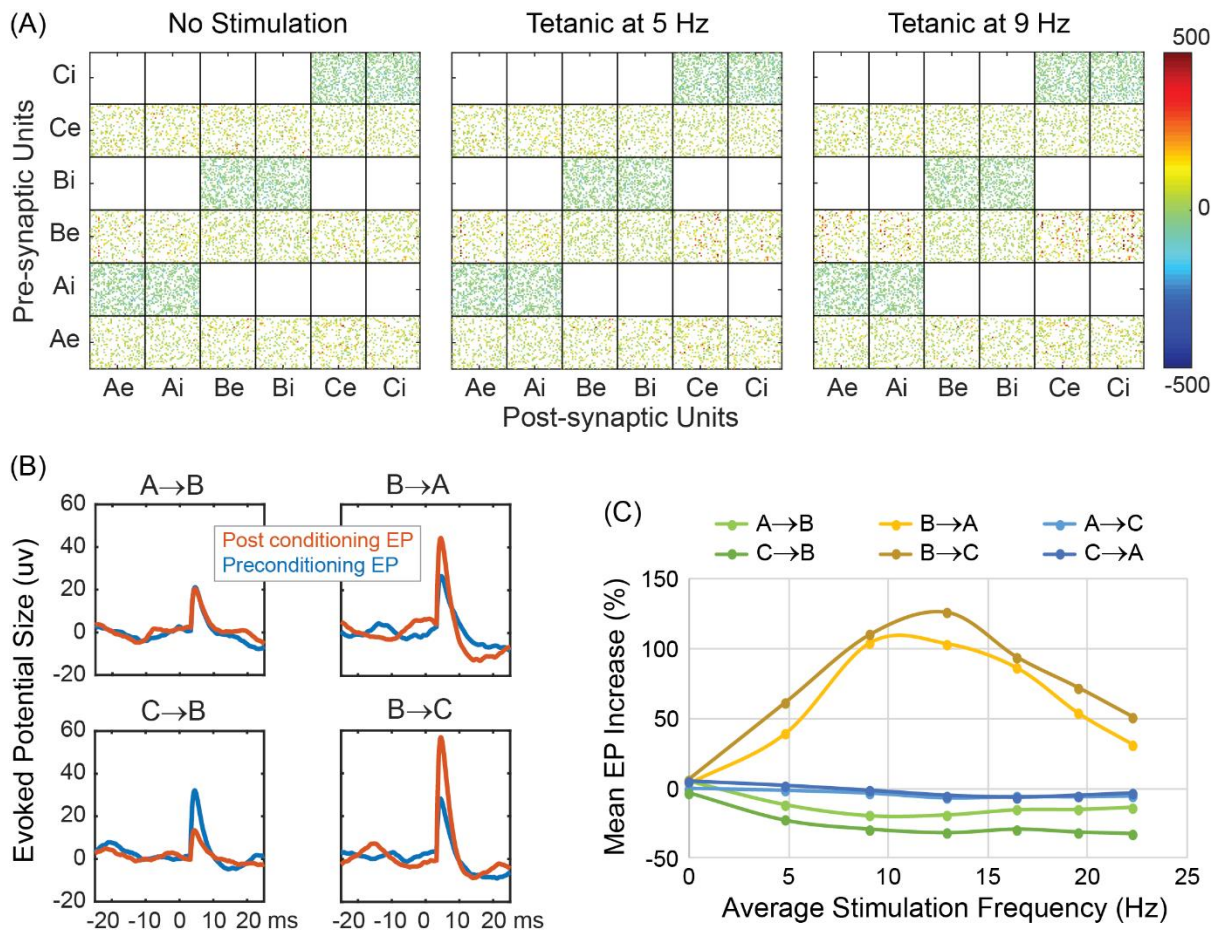 (A)
No Stimulation
Tetanic at 5 Hz
Tetanic at 9 Hz
Pre-synaptic Units
Ci
Ce
Bi
Be
Ai
Ae
Ae Ai Be Bi Ce Ci
Ae Ai Be Bi Ce Ci
Ae Ai Be Bi Ce Ci
Post-synaptic Units
500
0
-500
(B)
Evoked Potential Size (uv)
A→B
B→A
60
40
20
0
-20
Post conditioning EP
Preconditioning EP
C→B
B→C
60
40
20
0
-20
-20 -10 0 10 20 ms
-20 -10 0 10 20 ms
(C)
A→B B→A A→C
C→B B→C C→A
Mean EP Increase (%)
150
100
50
0
-50
0 5 10 15 20 25
Average Stimulation Frequency (Hz)